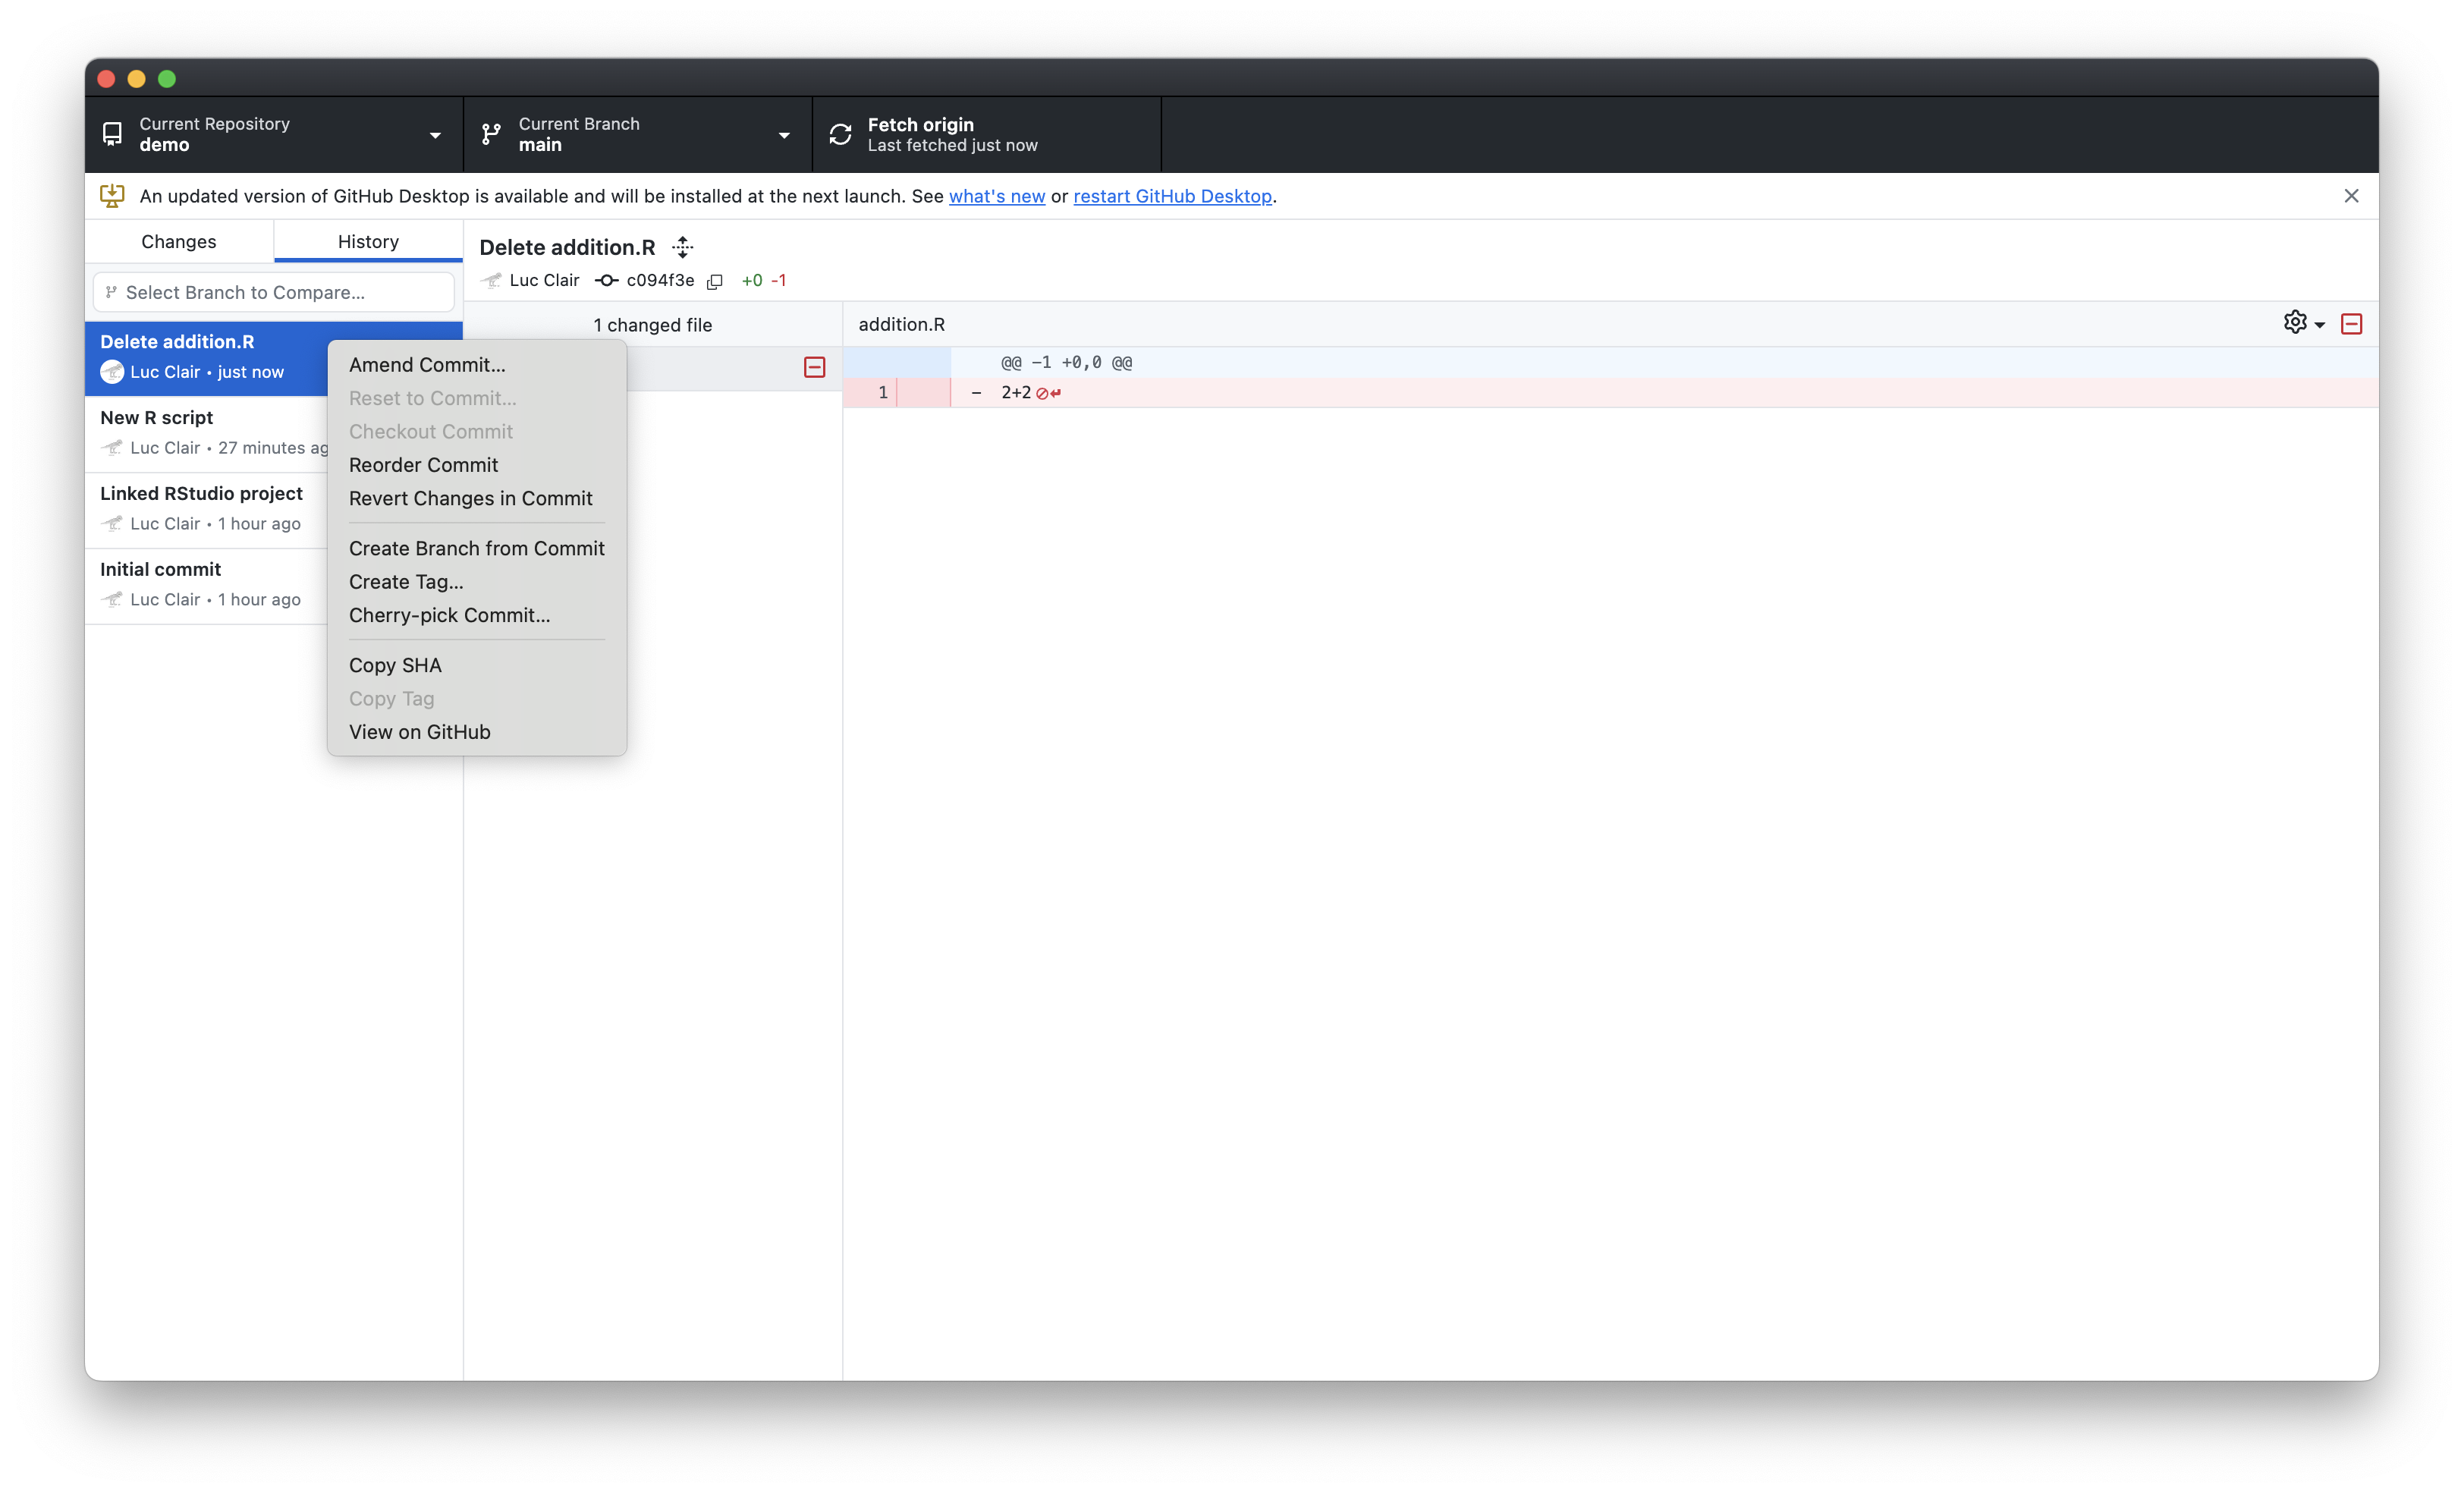 Current Repository
demo
Current Branch
main
Fetch origin
Last fetched just now
An updated version of GitHub Desktop is available and will be installed at the next launch. See what's new or restart GitHub Desktop.
Changes
History
Select Branch to Compare...
Delete addition.R
Luc Clair • just now
New R script
Luc Clair • 27 minutes ag
Linked RStudio project
Luc Clair • 1 hour ago
Initial commit
Luc Clair • 1 hour ago
Amend Commit...
Reset to Commit...
Checkout Commit
Reorder Commit
Revert Changes in Commit
Create Branch from Commit
Create Tag...
Cherry-pick Commit...
Copy SHA
Copy Tag
View on GitHub
Delete addition.R
Luc Clair c094f3e +0 -1
1 changed file
addition.R
@@ -1 +0,0 @@
1 - 2+2